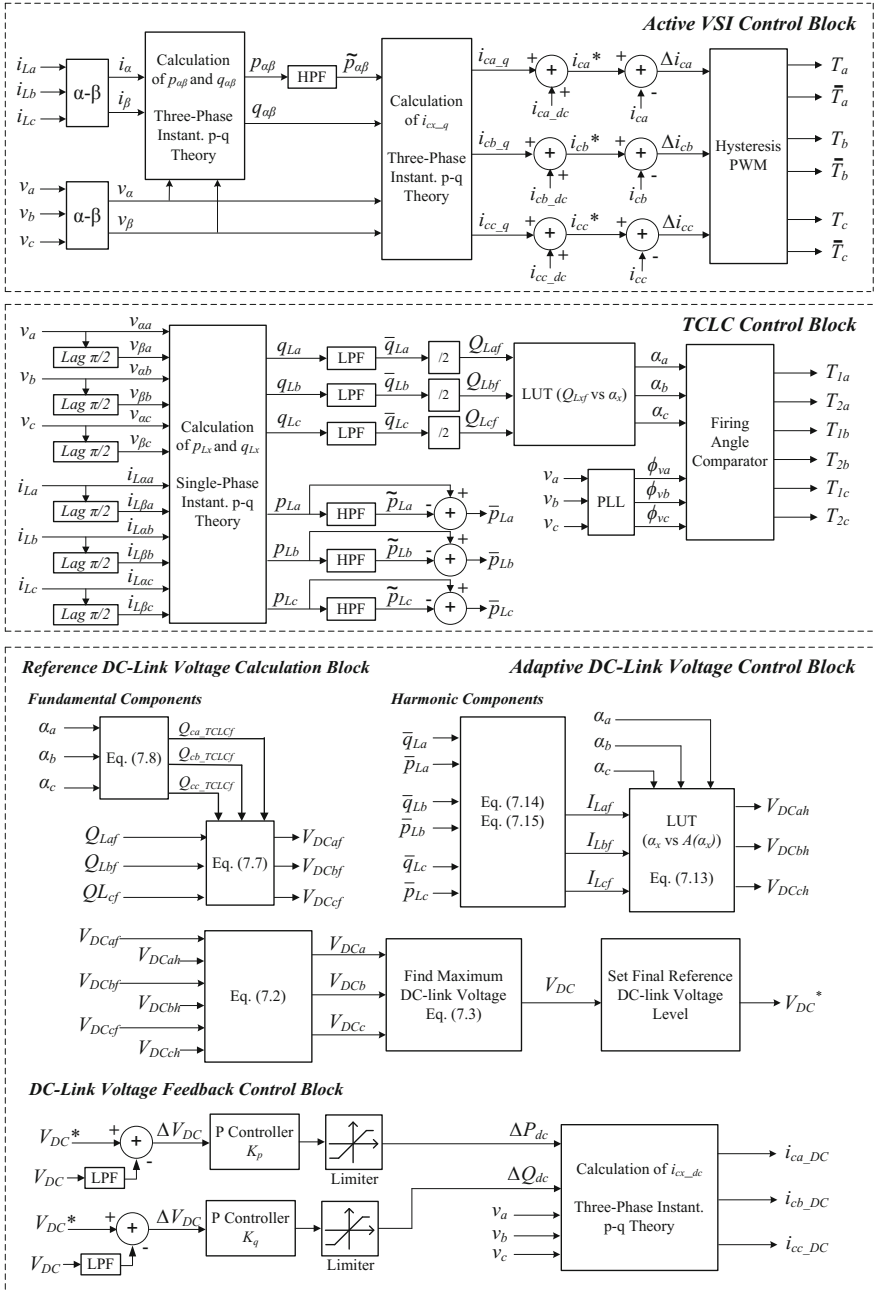 Active VSI Control Block
i_La
i_Lb
i_Lc
α-β
i_α
i_β
Calculation
of p_αβ and q_αβ
Three-Phase
Instant. p-q
Theory
p_αβ
HPF
p̃_αβ
q_αβ
v_a
v_b
v_c
α-β
v_α
v_β
Calculation
of i_cx_q
Three-Phase
Instant. p-q
Theory
i_ca_q
+
+
+
i_ca_dc
i_ca*
+
+
-
i_ca
Δi_ca
i_cb_q
+
+
+
i_cb_dc
i_cb*
+
+
-
i_cb
Δi_cb
i_cc_q
+
+
+
i_cc_dc
i_cc*
+
+
-
i_cc
Δi_cc
Hysteresis
PWM
T_a
T̄_a
T_b
T̄_b
T_c
T̄_c
TCLC Control Block
v_a
v_αa
Lag π/2
v_βa
v_b
v_αb
Lag π/2
v_βb
v_c
v_αc
Lag π/2
v_βc
i_La
i_Lαa
Lag π/2
i_Lβa
i_Lb
i_Lαb
Lag π/2
i_Lβb
i_Lc
i_Lαc
Lag π/2
i_Lβc
Calculation
of p_Lx and q_Lx
Single-Phase
Instant. p-q
Theory
q_La
LPF
q̄_La
/2
Q_Laf
q_Lb
LPF
q̄_Lb
/2
Q_Lbf
q_Lc
LPF
q̄_Lc
/2
Q_Lcf
LUT (Q_Lxf vs α_x)
α_a
α_b
α_c
v_a
v_b
v_c
PLL
ϕ_va
ϕ_vb
ϕ_vc
Firing
Angle
Comparator
T_1a
T_2a
T_1b
T_2b
T_1c
T_2c
p_La
HPF
p̃_La
+
-
+
p̄_La
p_Lb
HPF
p̃_Lb
+
-
+
p̄_Lb
p_Lc
HPF
p̃_Lc
+
-
+
p̄_Lc
Reference DC-Link Voltage Calculation Block
Adaptive DC-Link Voltage Control Block
Fundamental Components
α_a
α_b
α_c
Eq. (7.8)
Q_ca_TCLCf
Q_cb_TCLCf
Q_cc_TCLCf
Q_Laf
Q_Lbf
QL_cf
Eq. (7.7)
V_DCaf
V_DCbf
V_DCcf
Harmonic Components
q̄_La
p̄_La
q̄_Lb
p̄_Lb
q̄_Lc
p̄_Lc
Eq. (7.14)
Eq. (7.15)
I_Laf
I_Lbf
I_Lcf
α_a
α_b
α_c
LUT
(α_x vs A(α_x))
Eq. (7.13)
V_DCah
V_DCbh
V_DCch
V_DCaf
V_DCah
V_DCbf
V_DCbh
V_DCcf
V_DCch
Eq. (7.2)
V_DCa
V_DCb
V_DCc
Find Maximum
DC-link Voltage
Eq. (7.3)
V_DC
Set Final Reference
DC-link Voltage
Level
V_DC*
DC-Link Voltage Feedback Control Block
V_DC*
+
+
-
V_DC
LPF
ΔV_DC
P Controller
K_p
Limiter
ΔP_dc
V_DC*
+
+
-
V_DC
LPF
ΔV_DC
P Controller
K_q
Limiter
ΔQ_dc
v_a
v_b
v_c
Calculation of i_cx_dc
Three-Phase Instant.
p-q Theory
i_ca_DC
i_cb_DC
i_cc_DC